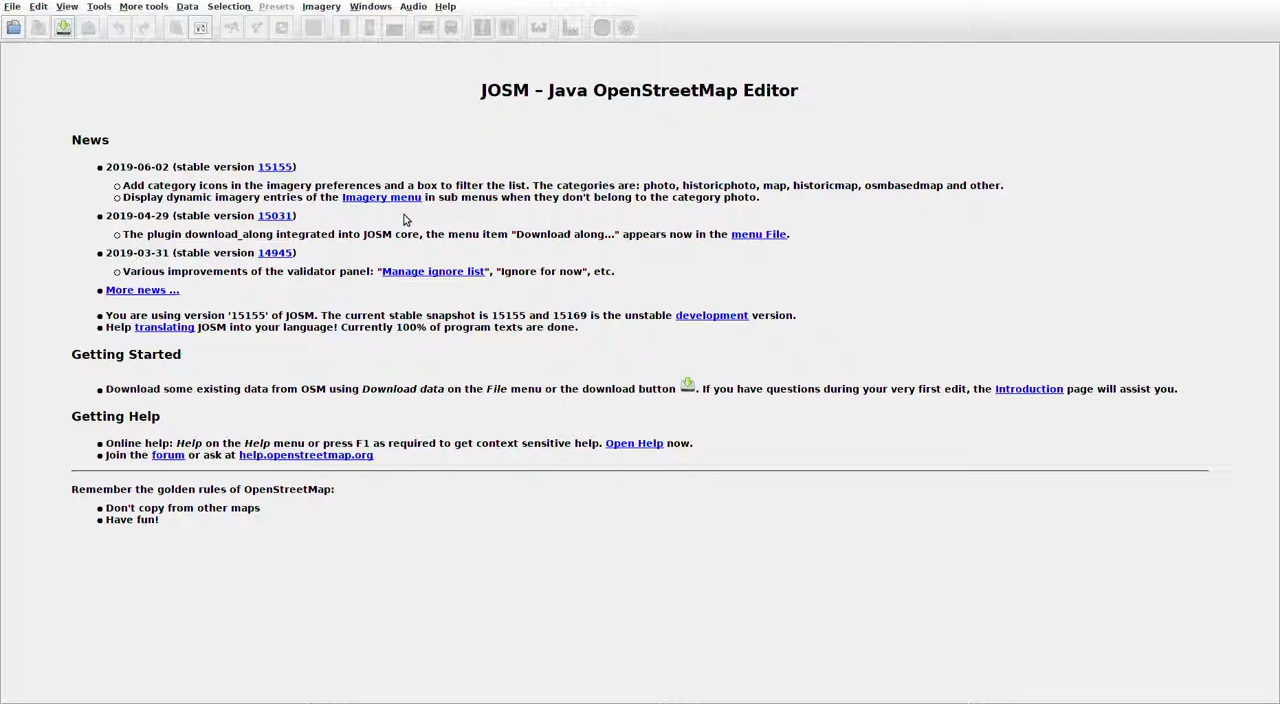 File Edit View Tools More tools Data Selection Presets Imagery Windows Audio Help
JOSM – Java OpenStreetMap Editor
News
2019-06-02 (stable version 15155)
Add category icons in the imagery preferences and a box to filter the list. The categories are: photo, historicphoto, map, historicmap, osmbasedmap and other.
Display dynamic imagery entries of the Imagery menu in sub menus when they don't belong to the category photo.
2019-04-29 (stable version 15031)
The plugin download_along integrated into JOSM core, the menu item "Download along..." appears now in the menu File.
2019-03-31 (stable version 14945)
Various improvements of the validator panel: "Manage ignore list", "Ignore for now", etc.
More news ...
You are using version '15155' of JOSM. The current stable snapshot is 15155 and 15169 is the unstable development version.
Help translating JOSM into your language! Currently 100% of program texts are done.
Getting Started
Download some existing data from OSM using Download data on the File menu or the download button . If you have questions during your very first edit, the Introduction page will assist you.
Getting Help
Online help: Help on the Help menu or press F1 as required to get context sensitive help. Open Help now.
Join the forum or ask at help.openstreetmap.org
Remember the golden rules of OpenStreetMap:
Don't copy from other maps
Have fun!